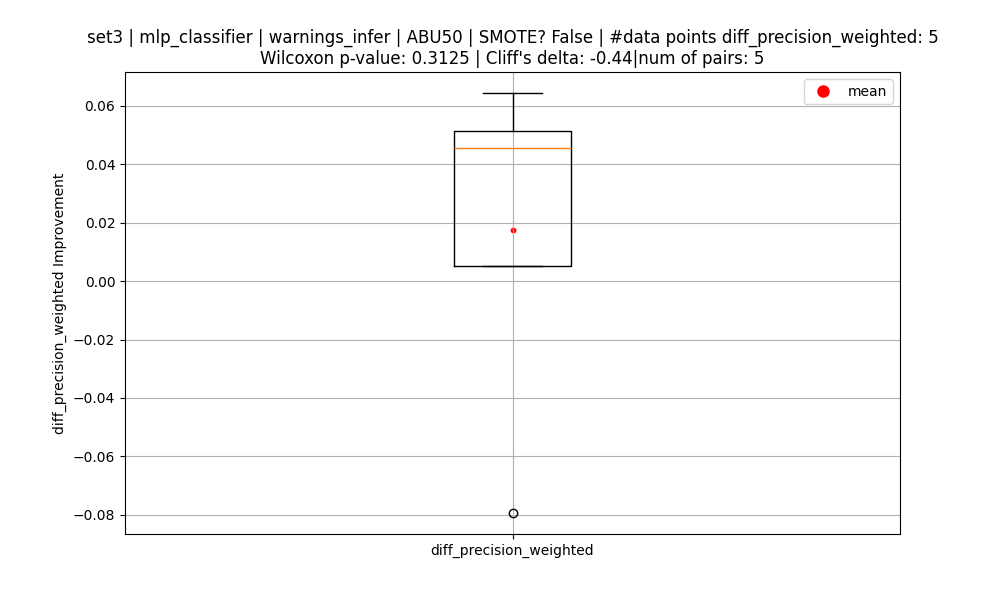 set3 | mlp_classifier | warnings_infer | ABU50 | SMOTE? False | #data points diff_precision_weighted: 5
Wilcoxon p-value: 0.3125 | Cliff's delta: -0.44|num of pairs: 5
mean
0.06
0.04
0.02
0.00
−0.02
−0.04
−0.06
−0.08
diff_precision_weighted Improvement
diff_precision_weighted